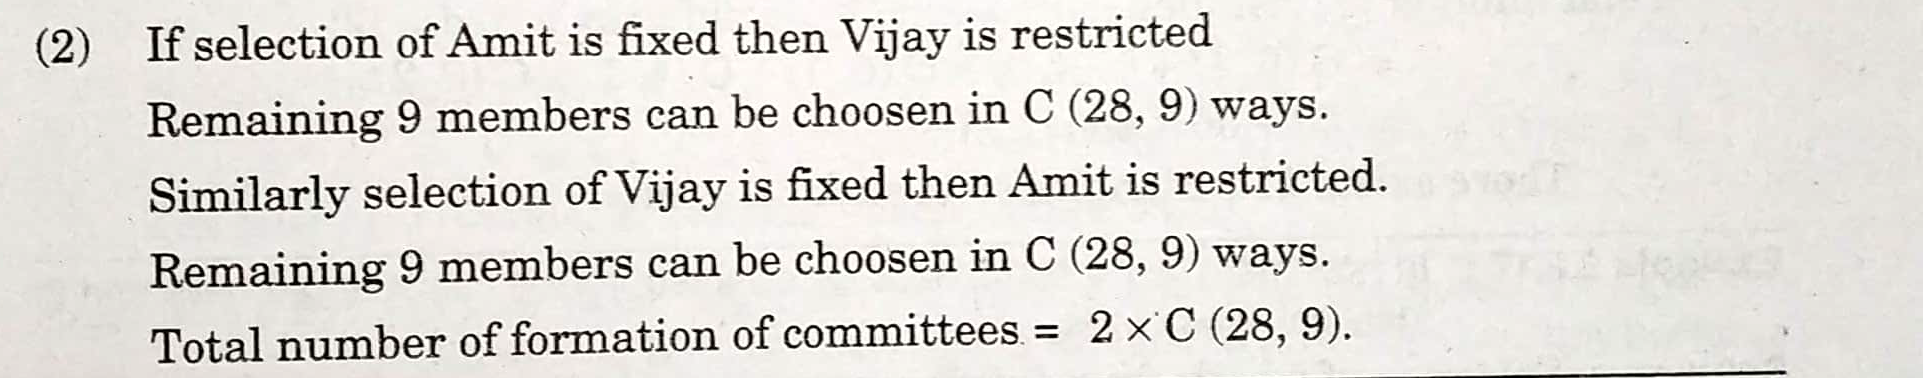 (2) If selection of Amit is fixed then Vijay is restricted
Remaining 9 members can be choosen in C (28, 9) ways.
Similarly selection of Vijay is fixed then Amit is restricted.
Remaining 9 members can be choosen in C (28, 9) ways.
Total number of formation of committees = 2 × C (28, 9).